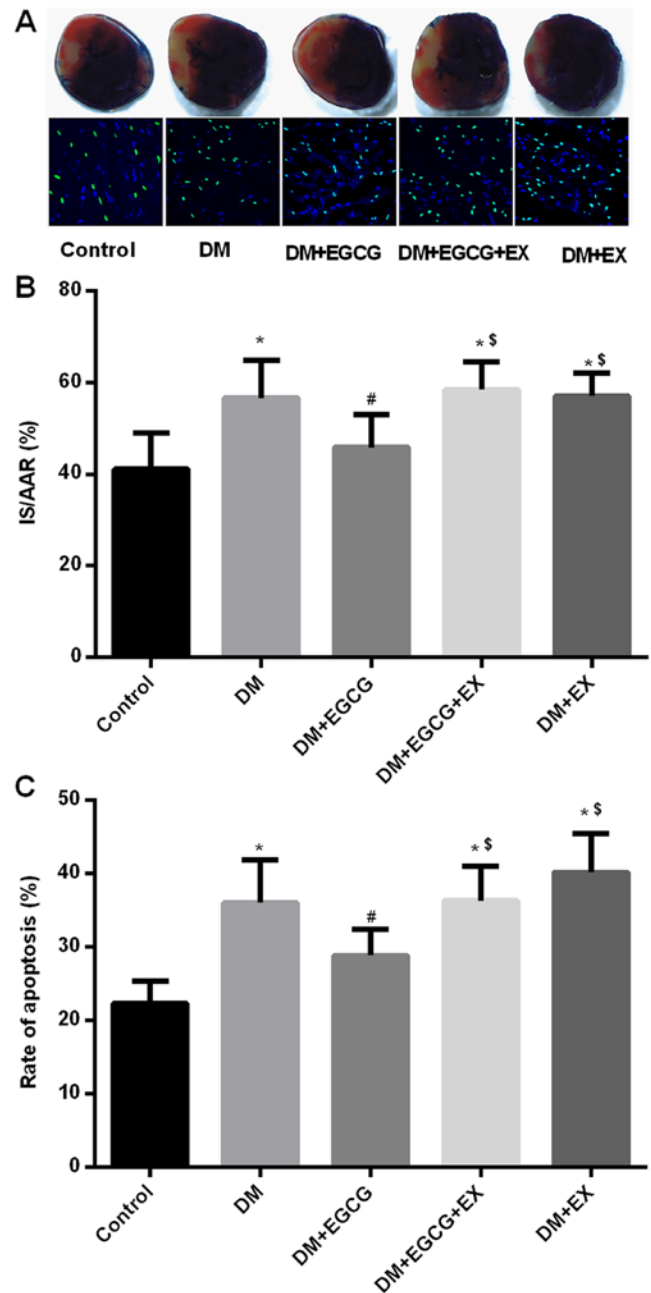 A
Control DM DM+EGCG DM+EGCG+EX DM+EX
B
80
60
40
20
0
IS/AAR (%)
* # * $ * $
Control DM DM+EGCG DM+EGCG+EX DM+EX
C
50
40
30
20
10
0
Rate of apoptosis (%)
* # * $ * $
Control DM DM+EGCG DM+EGCG+EX DM+EX